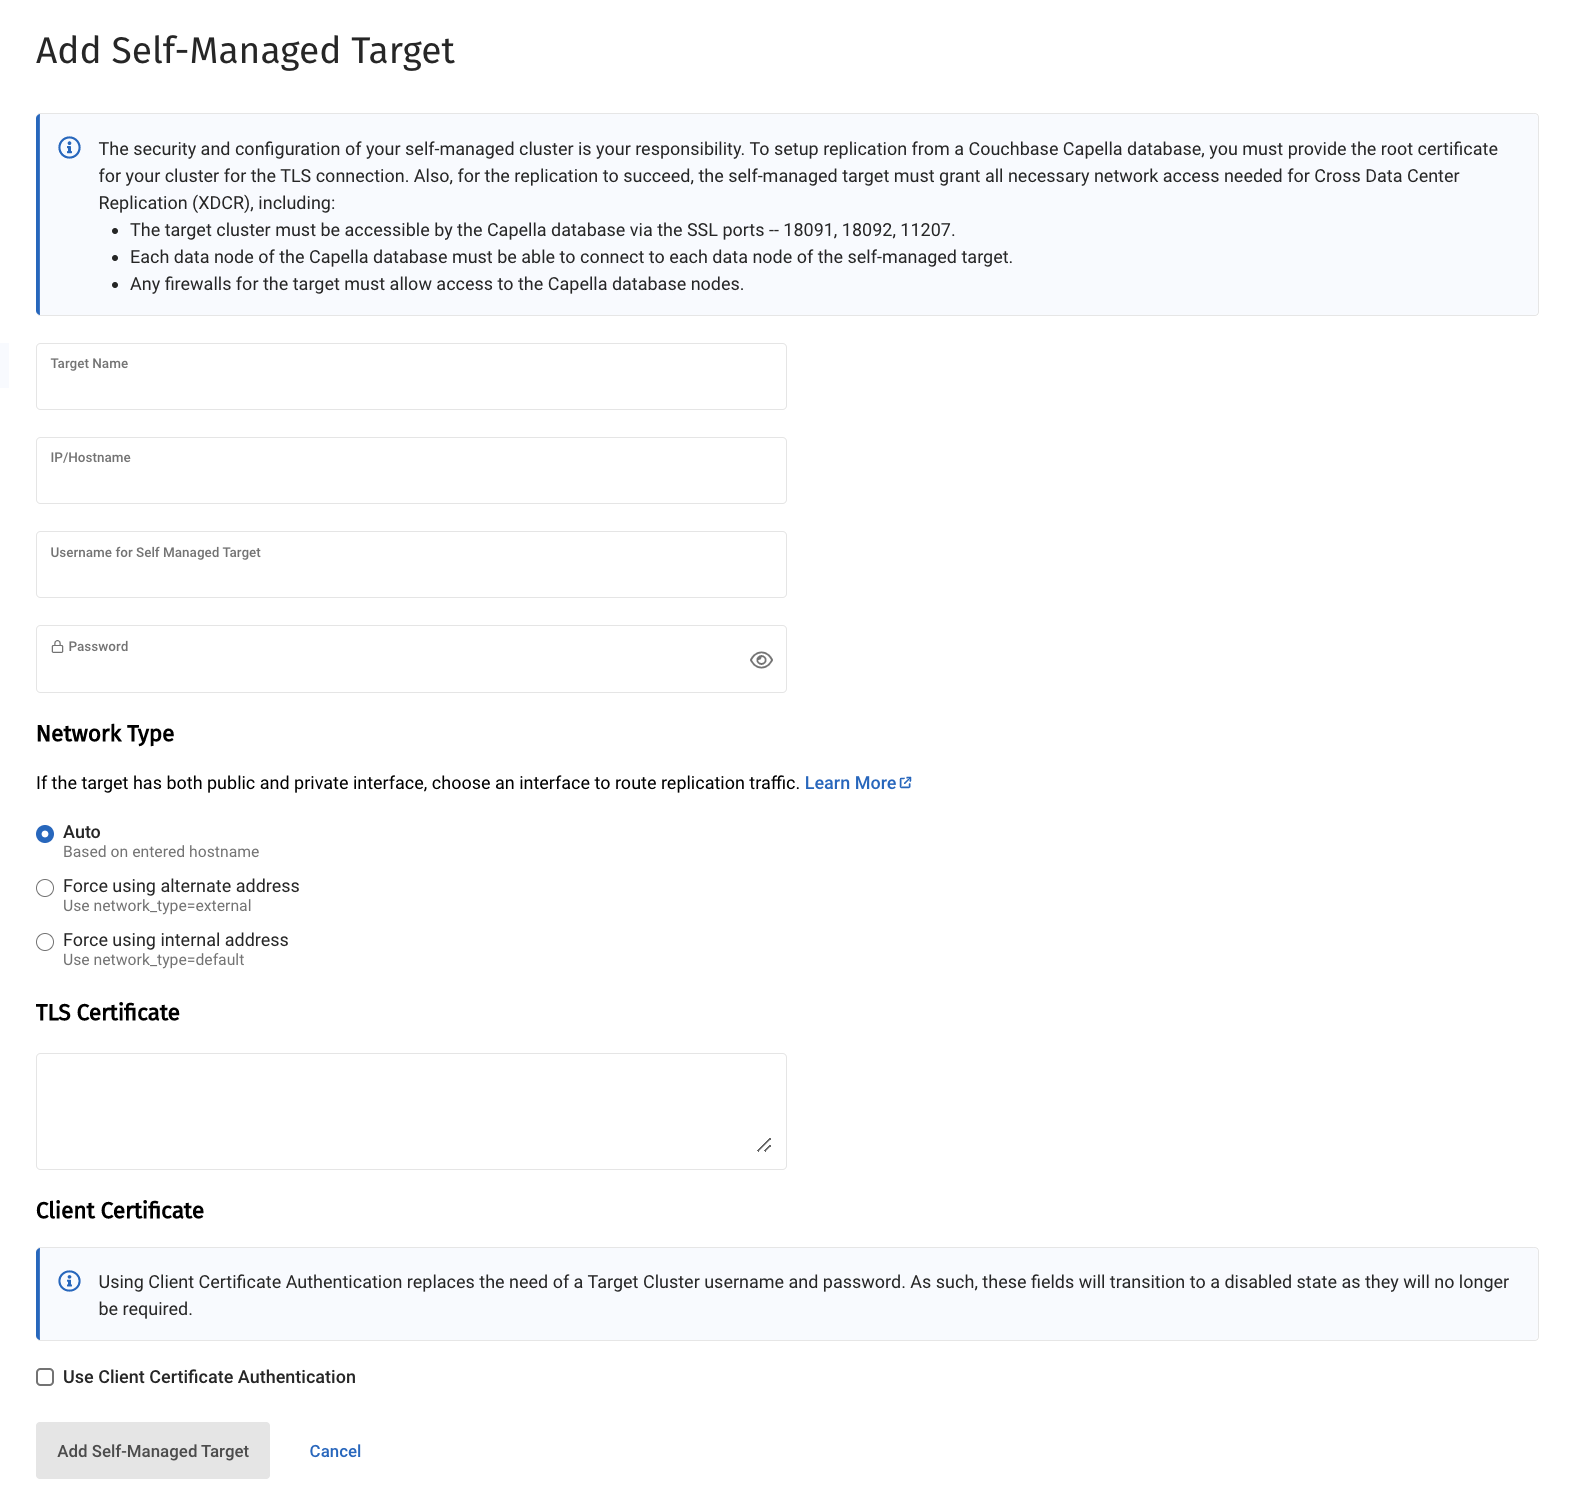 Add Self-Managed Target
The security and configuration of your self-managed cluster is your responsibility. To setup replication from a Couchbase Capella database, you must provide the root certificate
for your cluster for the TLS connection. Also, for the replication to succeed, the self-managed target must grant all necessary network access needed for Cross Data Center
Replication (XDCR), including:
• The target cluster must be accessible by the Capella database via the SSL ports -- 18091, 18092, 11207.
• Each data node of the Capella database must be able to connect to each data node of the self-managed target.
• Any firewalls for the target must allow access to the Capella database nodes.
Target Name
IP/Hostname
Username for Self Managed Target
Password
Network Type
If the target has both public and private interface, choose an interface to route replication traffic. Learn More
Auto
Based on entered hostname
Force using alternate address
Use network_type=external
Force using internal address
Use network_type=default
TLS Certificate
Client Certificate
Using Client Certificate Authentication replaces the need of a Target Cluster username and password. As such, these fields will transition to a disabled state as they will no longer
be required.
Use Client Certificate Authentication
Add Self-Managed Target Cancel